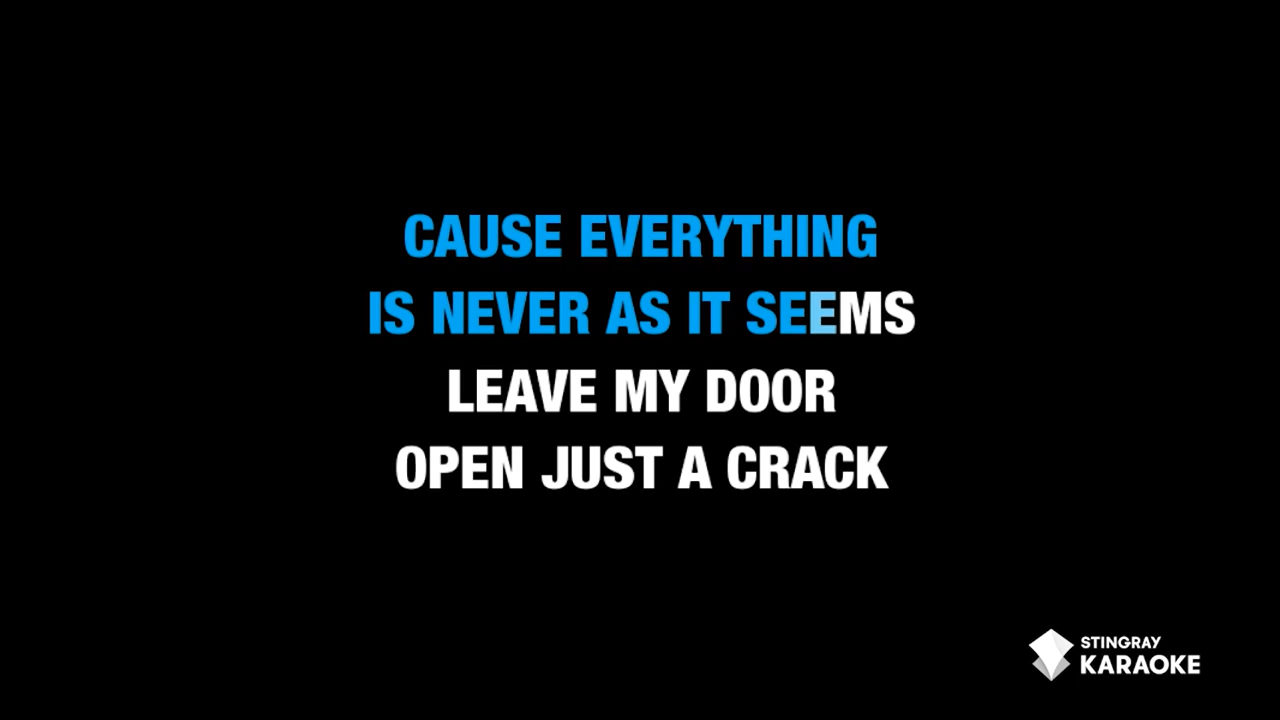 CAUSE EVERYTHING
IS NEVER AS IT SEEMS
LEAVE MY DOOR
OPEN JUST A CRACK
STINGRAY
KARAOKE